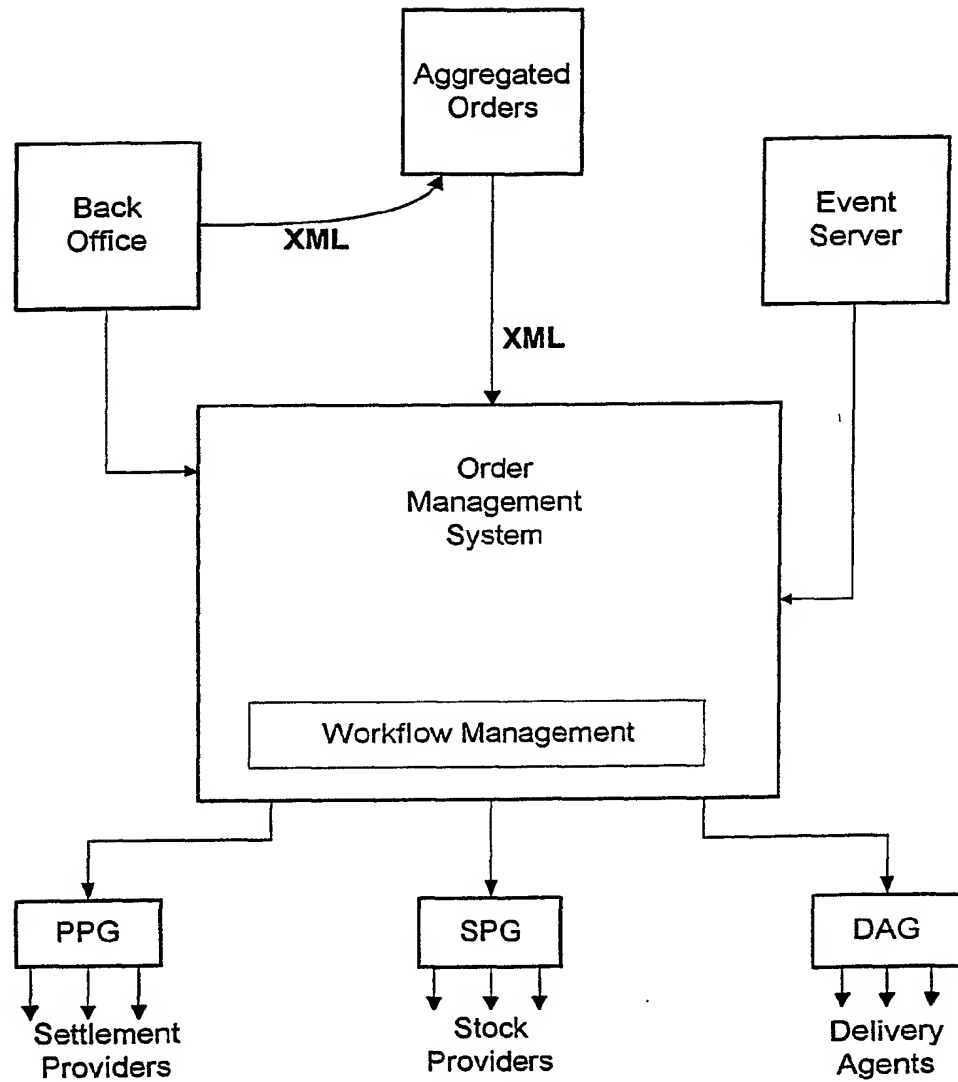 Aggregated
Orders
Back
Office
Event
Server
XML
XML
Order
Management
System
Workflow Management
PPG
SPG
DAG
Settlement
Providers
Stock
Providers
Delivery
Agents